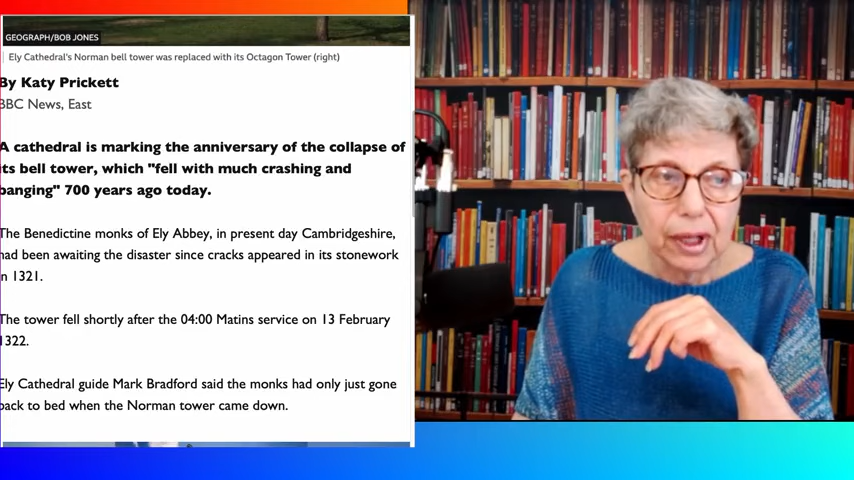 GEOGRAPH/BOB JONES
Ely Cathedral's Norman bell tower was replaced with its Octagon Tower (right)
By Katy Prickett
BBC News, East
A cathedral is marking the anniversary of the collapse of
its bell tower, which "fell with much crashing and
banging" 700 years ago today.
The Benedictine monks of Ely Abbey, in present day Cambridgeshire,
had been awaiting the disaster since cracks appeared in its stonework
in 1321.
The tower fell shortly after the 04:00 Matins service on 13 February
1322.
Ely Cathedral guide Mark Bradford said the monks had only just gone
back to bed when the Norman tower came down.